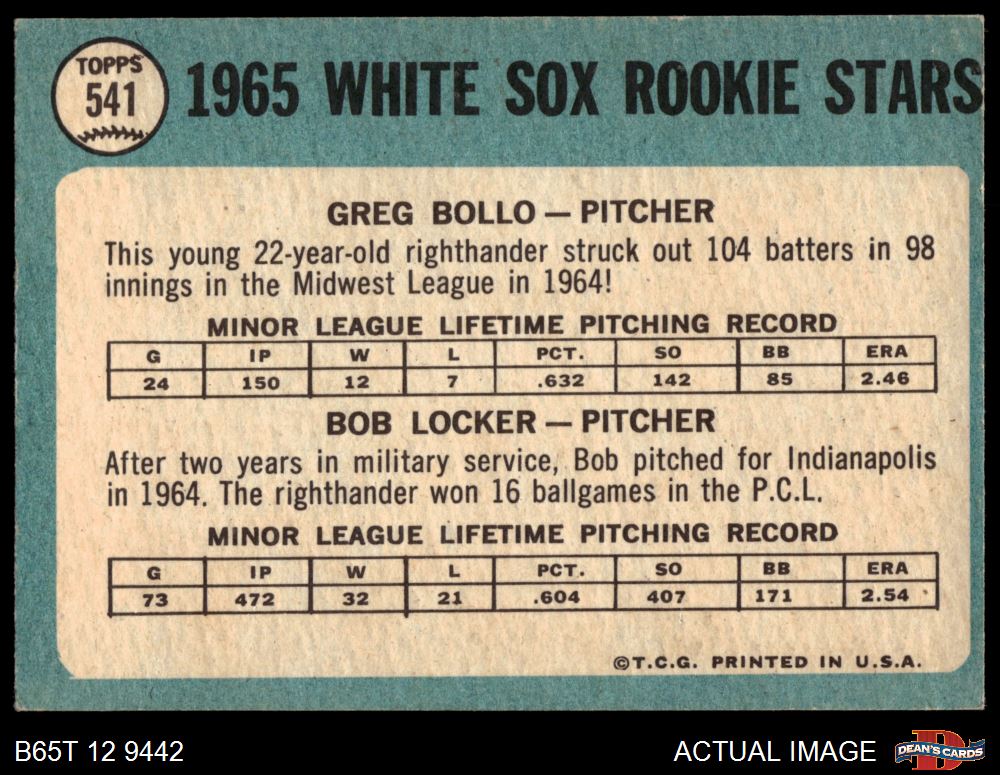 TOPPS
541
1965 WHITE SOX ROOKIE STARS
GREG BOLLO — PITCHER
This young 22-year-old righthander struck out 104 batters in 98
innings in the Midwest League in 1964!
MINOR LEAGUE LIFETIME PITCHING RECORD
G IP W L PCT. SO BB ERA
24 150 12 7 .632 142 85 2.46
BOB LOCKER — PITCHER
After two years in military service, Bob pitched for Indianapolis
in 1964. The righthander won 16 ballgames in the P.C.L.
MINOR LEAGUE LIFETIME PITCHING RECORD
G IP W L PCT. SO BB ERA
73 472 32 21 .604 407 171 2.54
©T.C.G. PRINTED IN U.S.A.
B65T 12 9442
ACTUAL IMAGE
DEAN'S CARDS